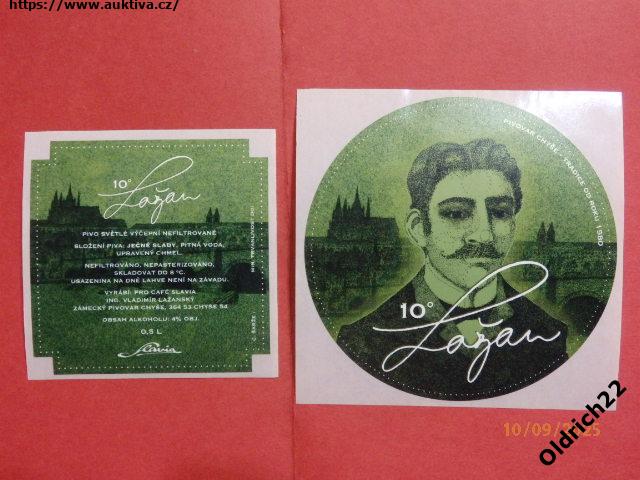 https://www.auktiva.cz/
10°
Lažan
PIVO SVĚTLÉ VÝČEPNÍ NEFILTROVANÉ
SLOŽENÍ PIVA: JEČNÉ SLADY, PITNÁ VODA,
UPRAVENÝ CHMEL.
NEFILTROVÁNO, NEPASTERIZOVÁNO,
SKLADOVAT DO 8 °C.
USAZENINA NA DNĚ LAHVE NENÍ NA ZÁVADU.
VYRÁBÍ: PRO CAFÉ SLAVIA
ING. VLADIMÍR LAŽANSKÝ
ZÁMECKÝ PIVOVAR CHYŠE, 364 53 CHYŠE 54
OBSAH ALKOHOLU: 4% OBJ.
0,5 L
Slavia
PIVOVAR CHYŠE - TRADICE OD ROKU 1580
10°
Lažan
10/09/2025
Oldrich22